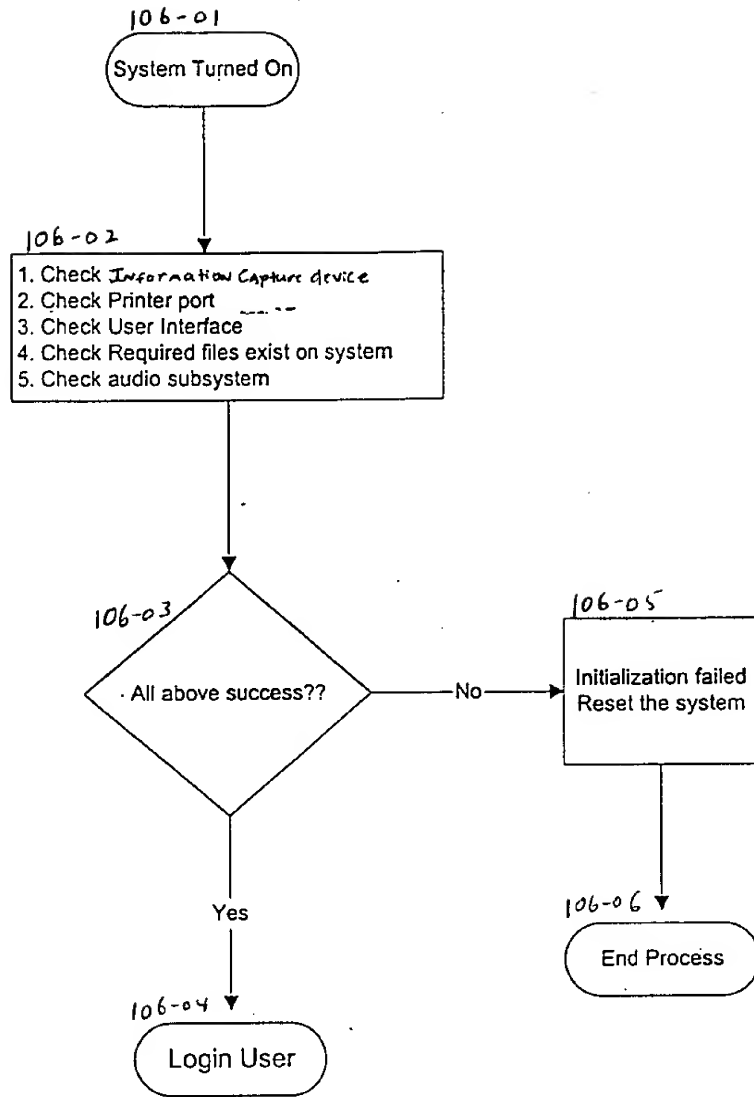 106-01
System Turned On
106-02
1. Check Information Capture device
2. Check Printer port
3. Check User Interface
4. Check Required files exist on system
5. Check audio subsystem
106-03
All above success??
No
106-05
Initialization failed
Reset the system
Yes
106-06
End Process
106-04
Login User